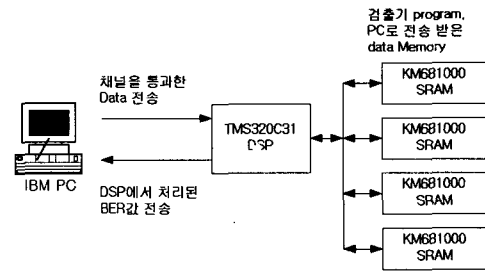 검출기 program,
PC로 전송 받은
data Memory
채널을 통과한
Data 전송
KM681000
SRAM
TMS320C31
DSP
KM681000
SRAM
IBM PC
DSP에서 처리된
BER값 전송
KM681000
SRAM
KM681000
SRAM